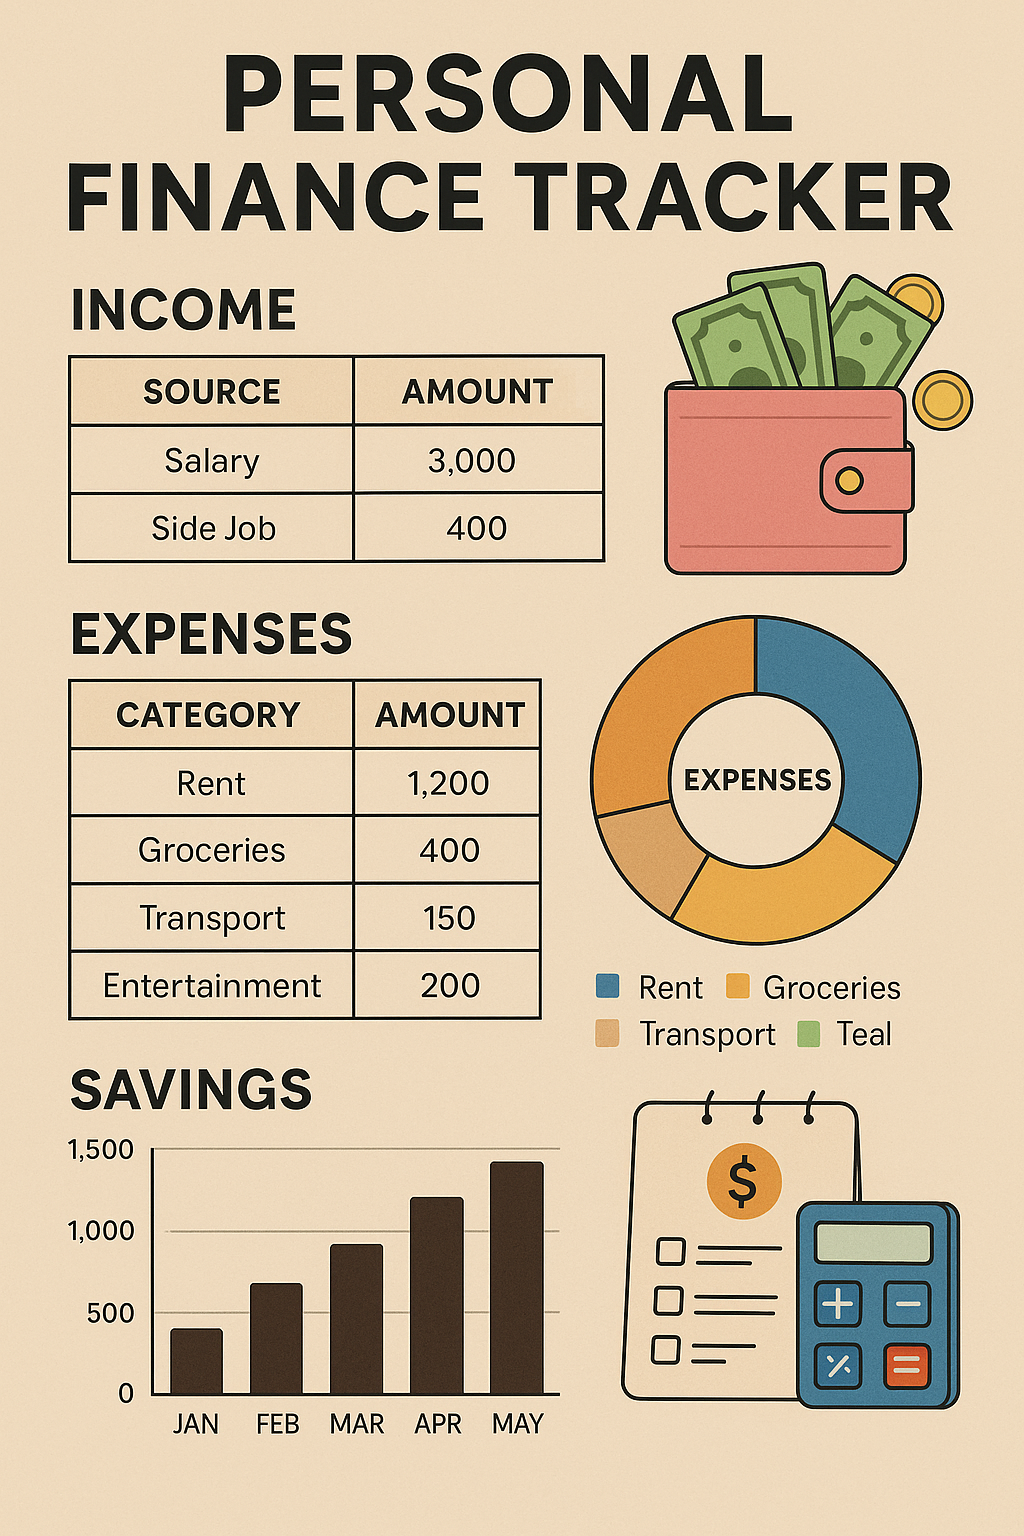 PERSONAL
FINANCE TRACKER
INCOME
SOURCE AMOUNT
Salary 3,000
Side Job 400
EXPENSES
CATEGORY AMOUNT
Rent 1,200
Groceries 400
Transport 150
Entertainment 200
EXPENSES
Rent Groceries
Transport Teal
SAVINGS
1,500
1,000
500
0
JAN FEB MAR APR MAY
$
+ −
٪ =